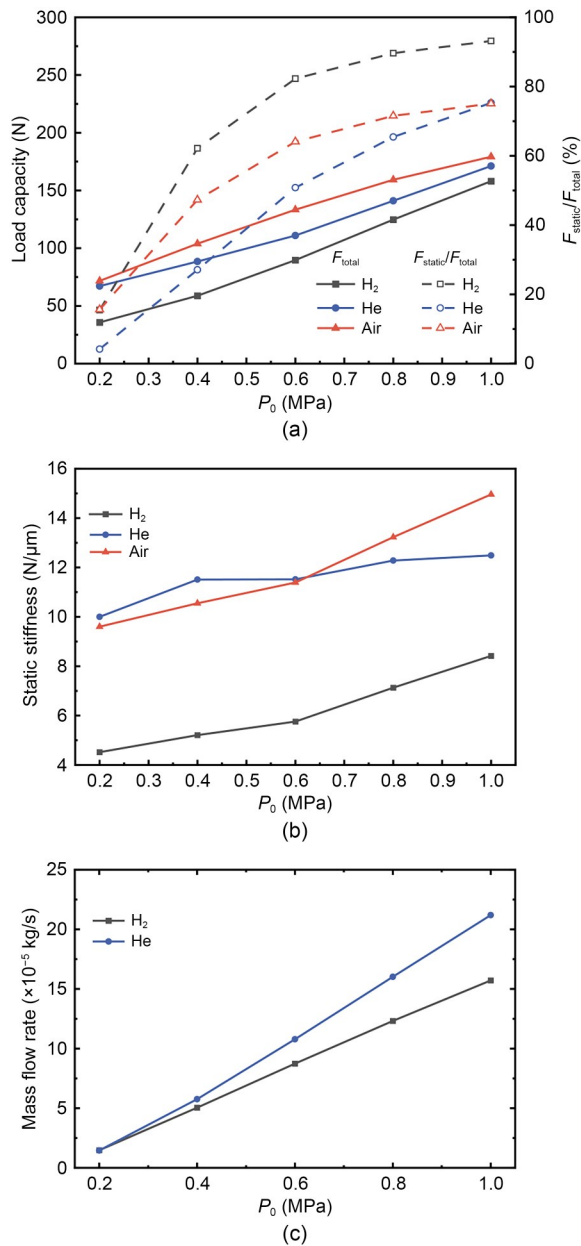 300
250
200
150
100
50
0
Load capacity (N)
100
80
60
40
20
0
F_static/F_total (%)
F_total F_static/F_total
H₂ H₂
He He
Air Air
0.2 0.3 0.4 0.5 0.6 0.7 0.8 0.9 1.0
P₀ (MPa)
(a)
16
14
12
10
8
6
4
Static stiffness (N/μm)
H₂
He
Air
0.2 0.3 0.4 0.5 0.6 0.7 0.8 0.9 1.0
P₀ (MPa)
(b)
25
20
15
10
5
0
Mass flow rate (×10⁻⁵ kg/s)
H₂
He
0.2 0.4 0.6 0.8 1.0
P₀ (MPa)
(c)